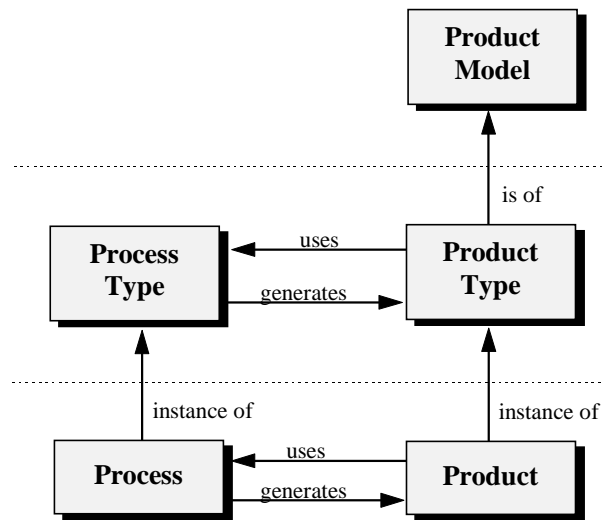 Product
Model
is of
uses
Process
Type
Product
Type
generates
instance of
instance of
uses
Process
Product
generates